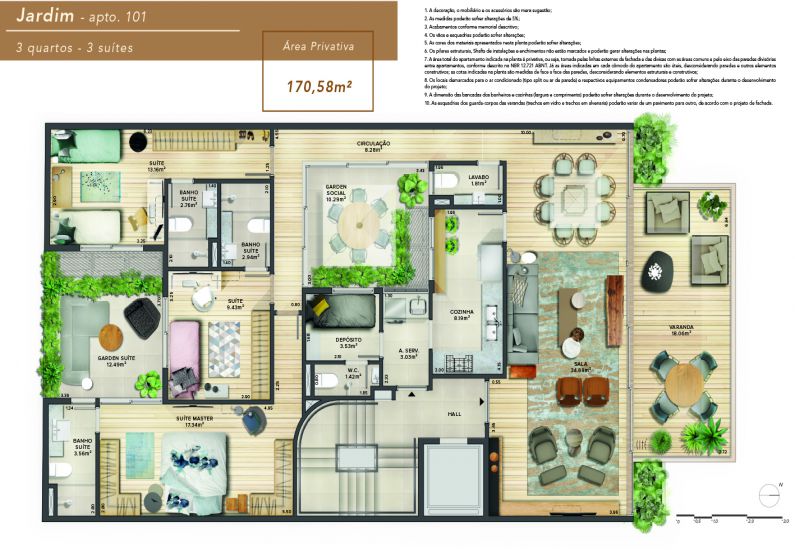 Jardim - apto. 101
3 quartos - 3 suítes
Área Privativa
170,58m²
1. A decoração, o mobiliário e os acessórios são mera sugestão;
2. As medidas poderão sofrer alterações de 5%;
3. Acabamentos conforme memorial descritivo;
4. Os vãos e esquadrias poderão sofrer alterações;
5. As cores dos materiais apresentados nesta planta poderão sofrer alterações;
6. Os pilares estruturais, Shafts de instalações e enchimentos não estão marcados e poderão gerar alterações nas plantas;
7. A área total do apartamento indicada na planta é privativa, ou seja, tomada pelas linhas externas da fachada e das divisas com as áreas comuns e pelo eixo das paredes divisórias
entre apartamentos, conforme descrito na NBR 12.721 ABNT. Já as áreas indicadas em cada cômodo do apartamento são úteis, desconsiderando paredes e outros elementos
construtivos; as cotas indicadas na planta são medidas de face a face das paredes, desconsiderando elementos estruturais e construtivos;
8. Os locais demarcados para o ar condicionado (tipo split ou ar de parede) e respectivos equipamentos condensadores poderão sofrer alterações durante o desenvolvimento
do projeto;
9. A dimensão das bancadas dos banheiros e cozinhas (largura e comprimento) poderão sofrer alterações durante o desenvolvimento do projeto;
10. As esquadrias dos guarda corpos das varandas (trechos em vidro e trechos em alvenaria) poderão variar de um pavimento para outro, de acordo com o projeto de fachada.
CIRCULAÇÃO
8.28m²
10.00
SUÍTE
13.16m²
3.25
BANHO
SUÍTE
2.76m²
BANHO
SUÍTE
2.94m²
GARDEN
SOCIAL
10.29m²
2.43
LAVABO
1.81m²
COZINHA
8.19m²
SUÍTE
9.43m²
GARDEN SUÍTE
12.49m²
DEPÓSITO
3.53m²
A. SERV.
3.03m²
W.C.
1.42m²
SALA
34.88m²
VARANDA
18.06m²
SUÍTE MASTER
17.34m²
BANHO
SUÍTE
3.56m²
HALL
N